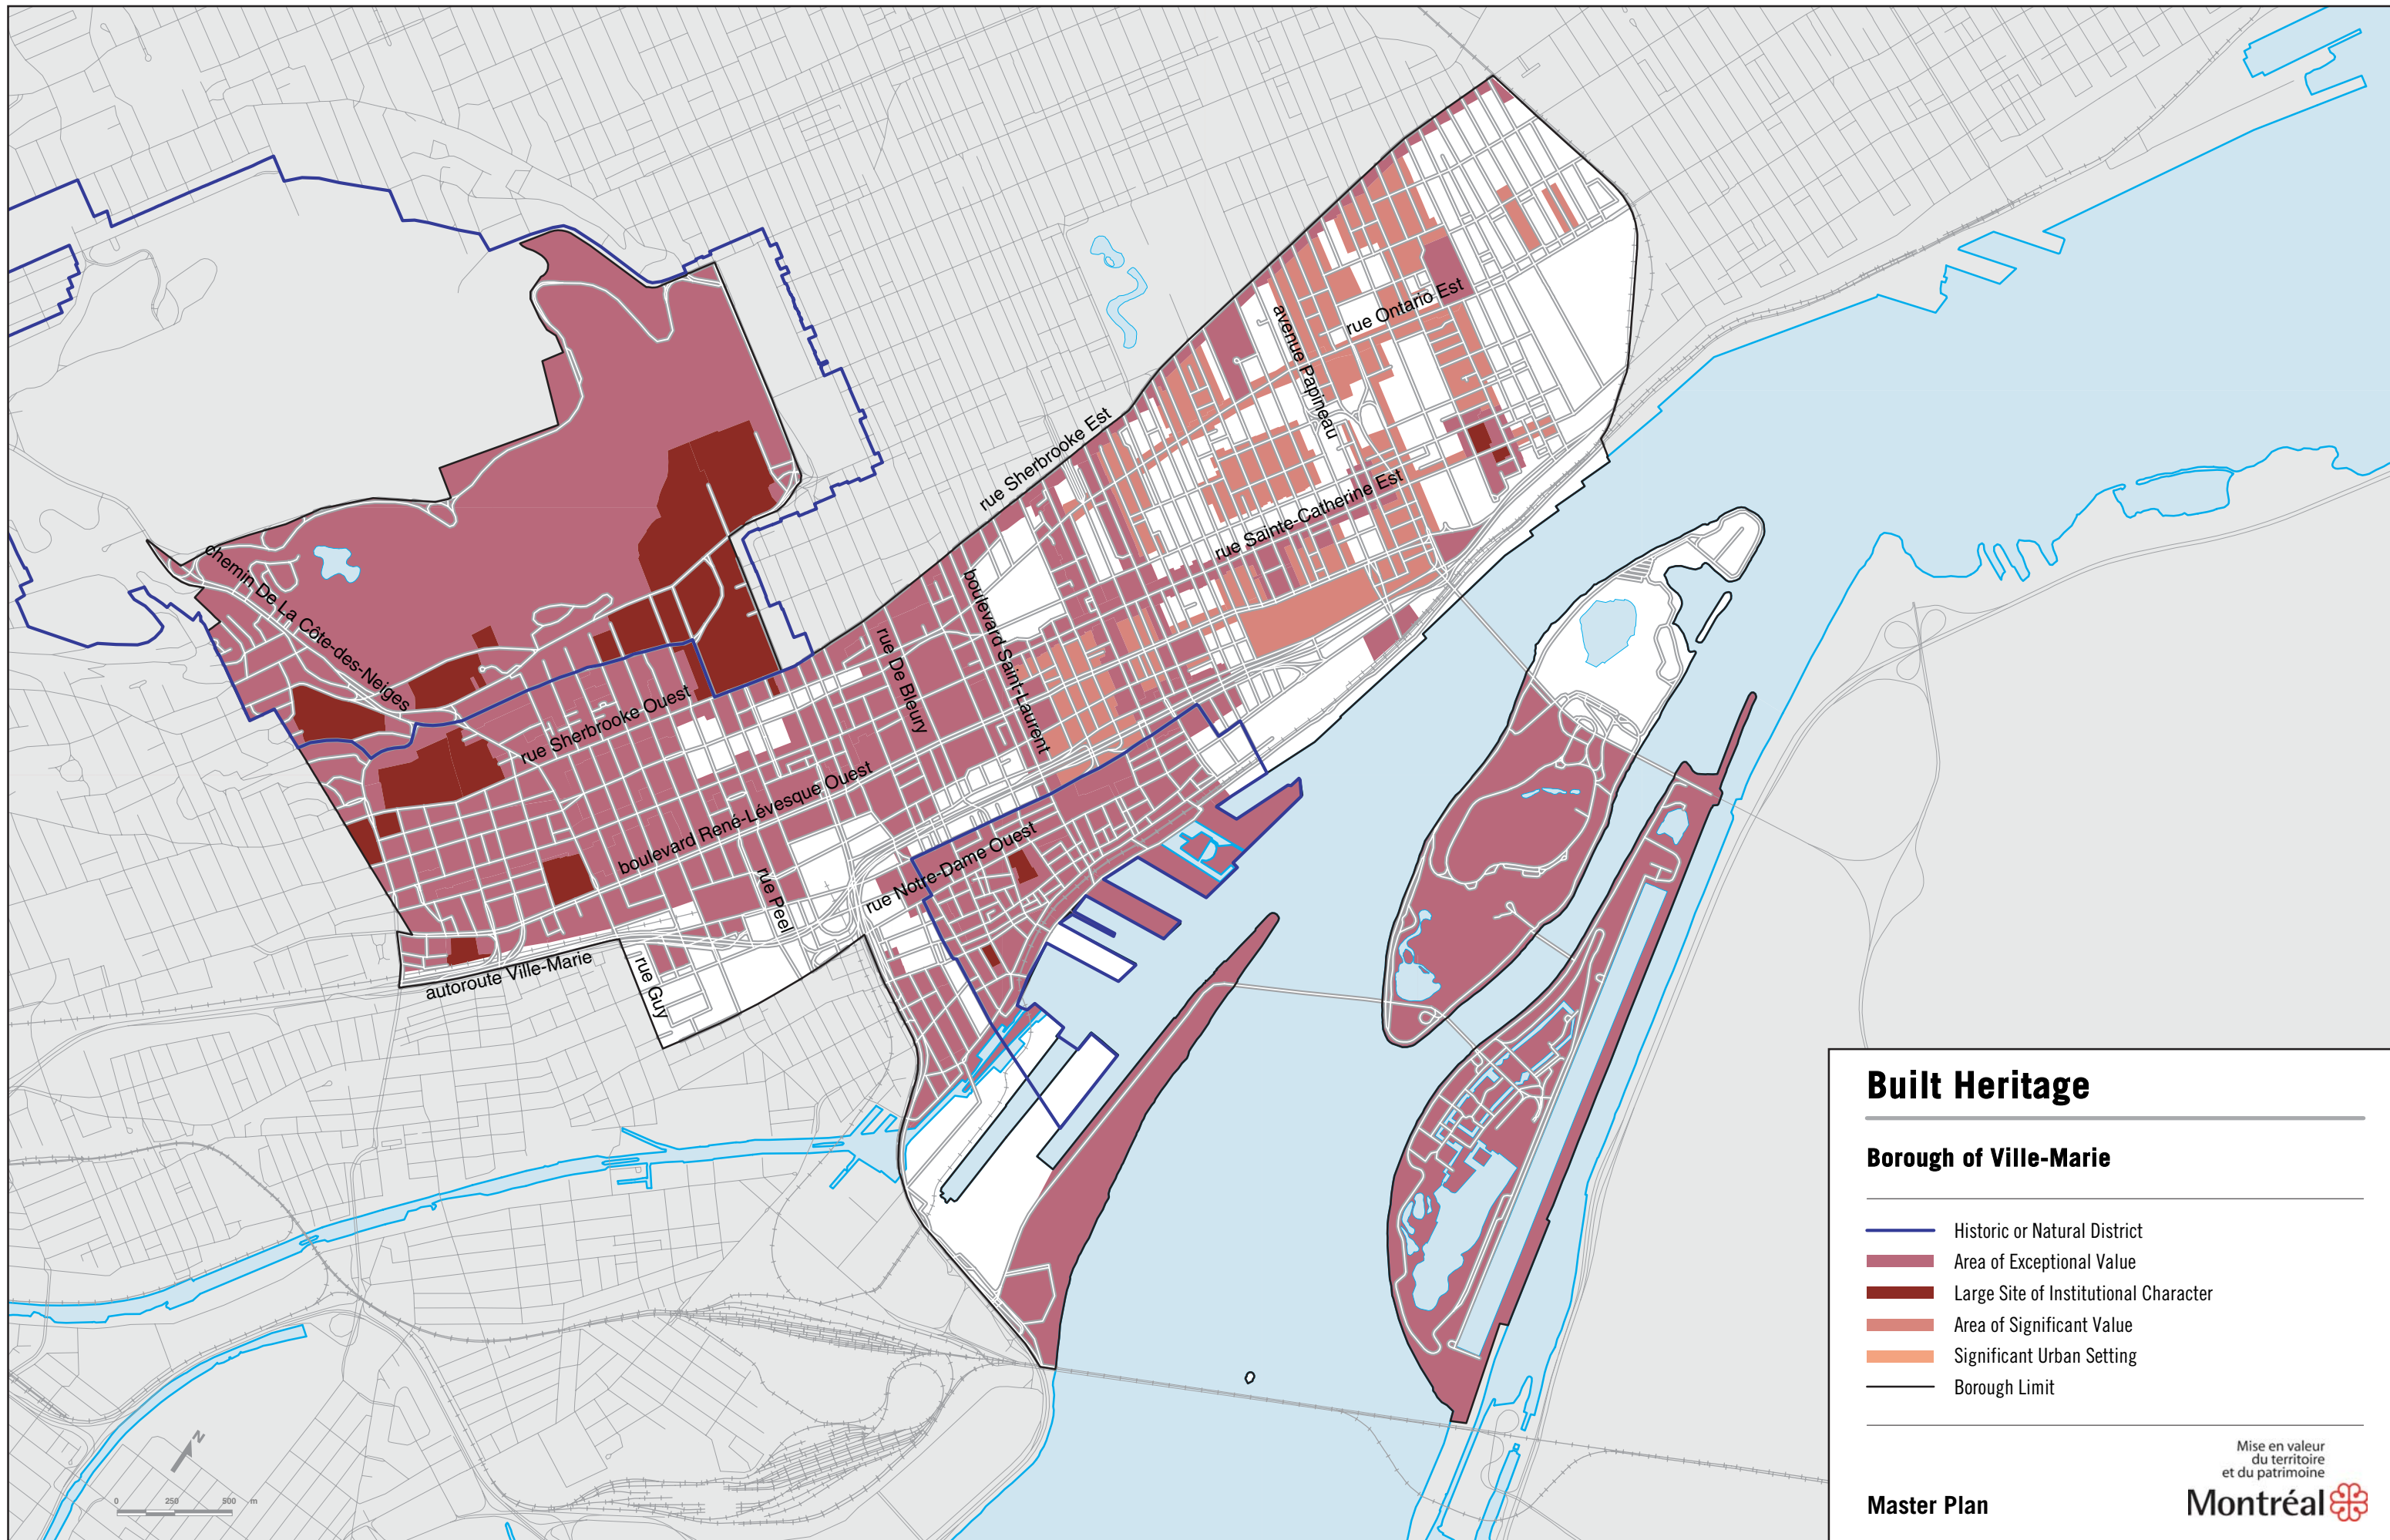 rue Sherbrooke Est
avenue Papineau
rue Ontario Est
rue Sainte-Catherine Est
chemin De La Côte-des-Neiges
rue Sherbrooke Ouest
rue De Bleury
boulevard Saint-Laurent
boulevard René-Lévesque Ouest
rue Notre-Dame Ouest
rue Peel
autoroute Ville-Marie
rue Guy
N
0 250 500 m
Built Heritage
Borough of Ville-Marie
Historic or Natural District
Area of Exceptional Value
Large Site of Institutional Character
Area of Significant Value
Significant Urban Setting
Borough Limit
Mise en valeur
du territoire
et du patrimoine
Master Plan
Montréal